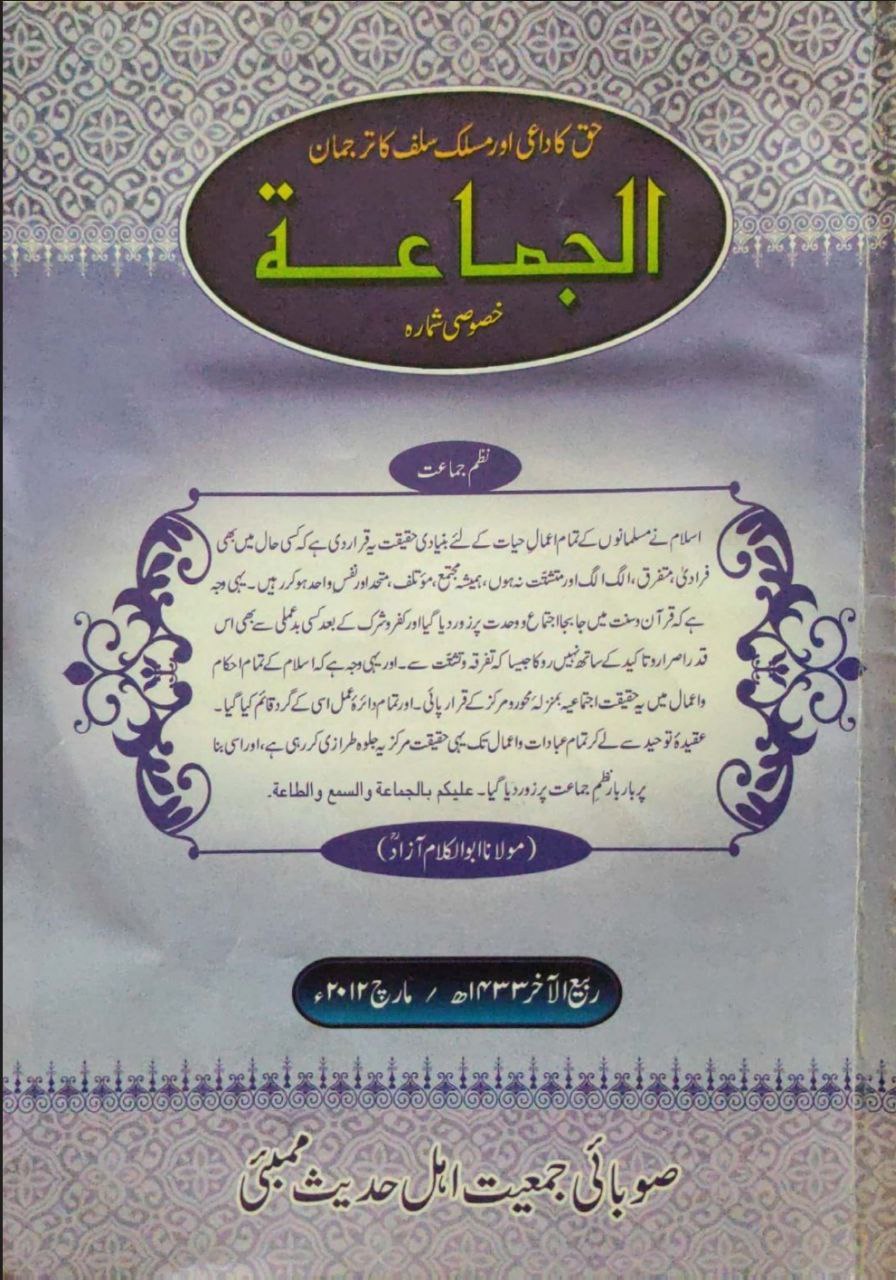 حق کا داعی اور مسلک سلف کا ترجمان
الجماعة
خصوصی شمارہ
نظم جماعت
اسلام نے مسلمانوں کے تمام اعمالِ حیات کے لئے بنیادی حقیقت یہ قرار دی ہے کہ کسی حال میں بھی
فرادیٰ، متفرق، الگ الگ اور متشتّت نہ ہوں، ہمیشہ مجتمع، مؤتلف، متحد اور نفسِ واحد ہو کر رہیں۔ یہی وجہ
ہے کہ قرآن وسنت میں جا بجا اجتماع و وحدت پر زور دیا گیا اور کفر و شرک کے بعد کسی بدعملی سے بھی اس
قدر اصرار و تاکید کے ساتھ نہیں روکا جیسا کہ تفرقہ و تشتّت سے۔ اور یہی وجہ ہے کہ اسلام کے تمام احکام
واعمال میں یہ حقیقت اجتماعیہ بمنزلۂ محور و مرکز کے قرار پائی۔ اور تمام دائرۂ عمل اسی کے گرد قائم کیا گیا۔
عقیدۂ توحید سے لے کر تمام عبادات و اعمال تک یہی حقیقت مرکزیہ جلوہ طرازی کر رہی ہے، اور اسی بنا
پر بار بار نظمِ جماعت پر زور دیا گیا۔ علیکم بالجماعة والسمع والطاعة۔
(مولانا ابوالکلام آزادؒ)
ربیع الآخر ۱۴۳۳ھ / مارچ ۲۰۱۲ء
صوبائی جمعیت اہل حدیث ممبئی